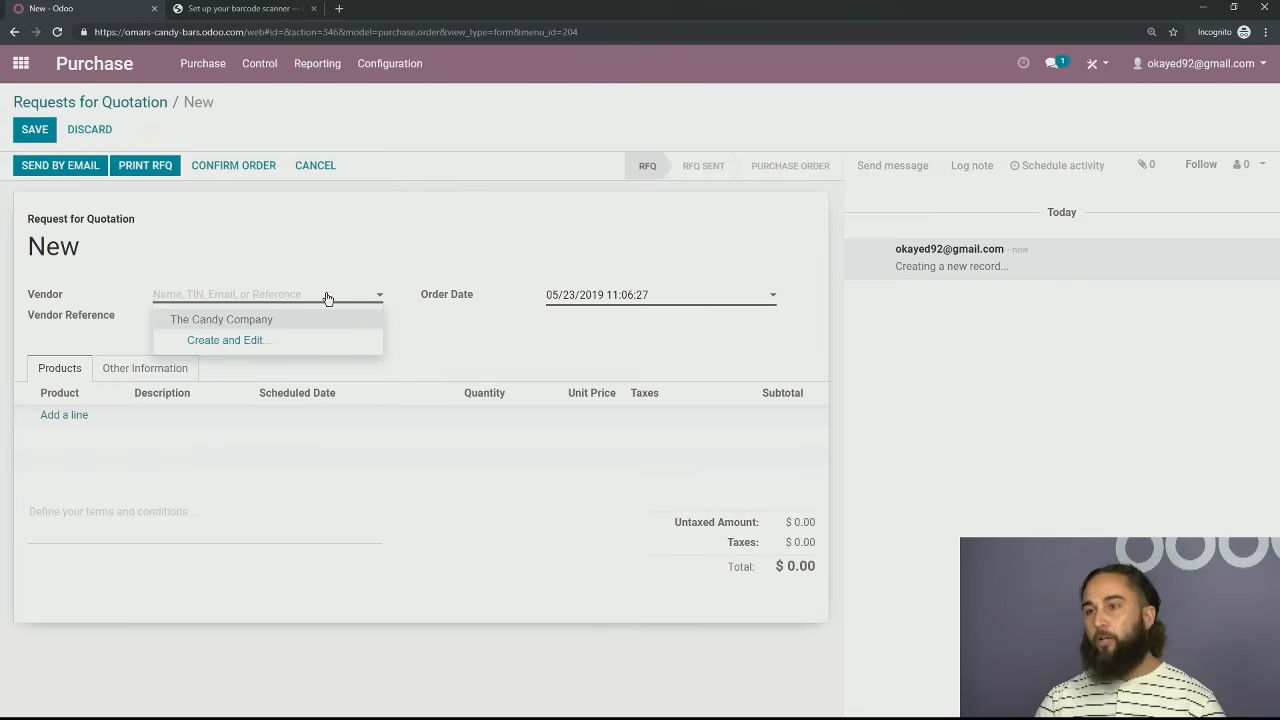 New - Odoo
Set up your barcode scanner —
https://omars-candy-bars.odoo.com/web#id=&action=346&model=purchase.order&view_type=form&menu_id=204
Incognito
Purchase
Purchase Control Reporting Configuration
1
okayed92@gmail.com
Requests for Quotation / New
SAVE DISCARD
SEND BY EMAIL PRINT RFQ CONFIRM ORDER CANCEL
RFQ RFQ SENT PURCHASE ORDER
Send message Log note Schedule activity 0 Follow 0
Today
okayed92@gmail.com - now
Creating a new record...
Request for Quotation
New
Vendor Name, TIN, Email, or Reference
Order Date 05/23/2019 11:06:27
Vendor Reference
The Candy Company
Create and Edit...
Products Other Information
Product Description Scheduled Date Quantity Unit Price Taxes Subtotal
Add a line
Define your terms and conditions ...
Untaxed Amount: $ 0.00
Taxes: $ 0.00
Total: $ 0.00